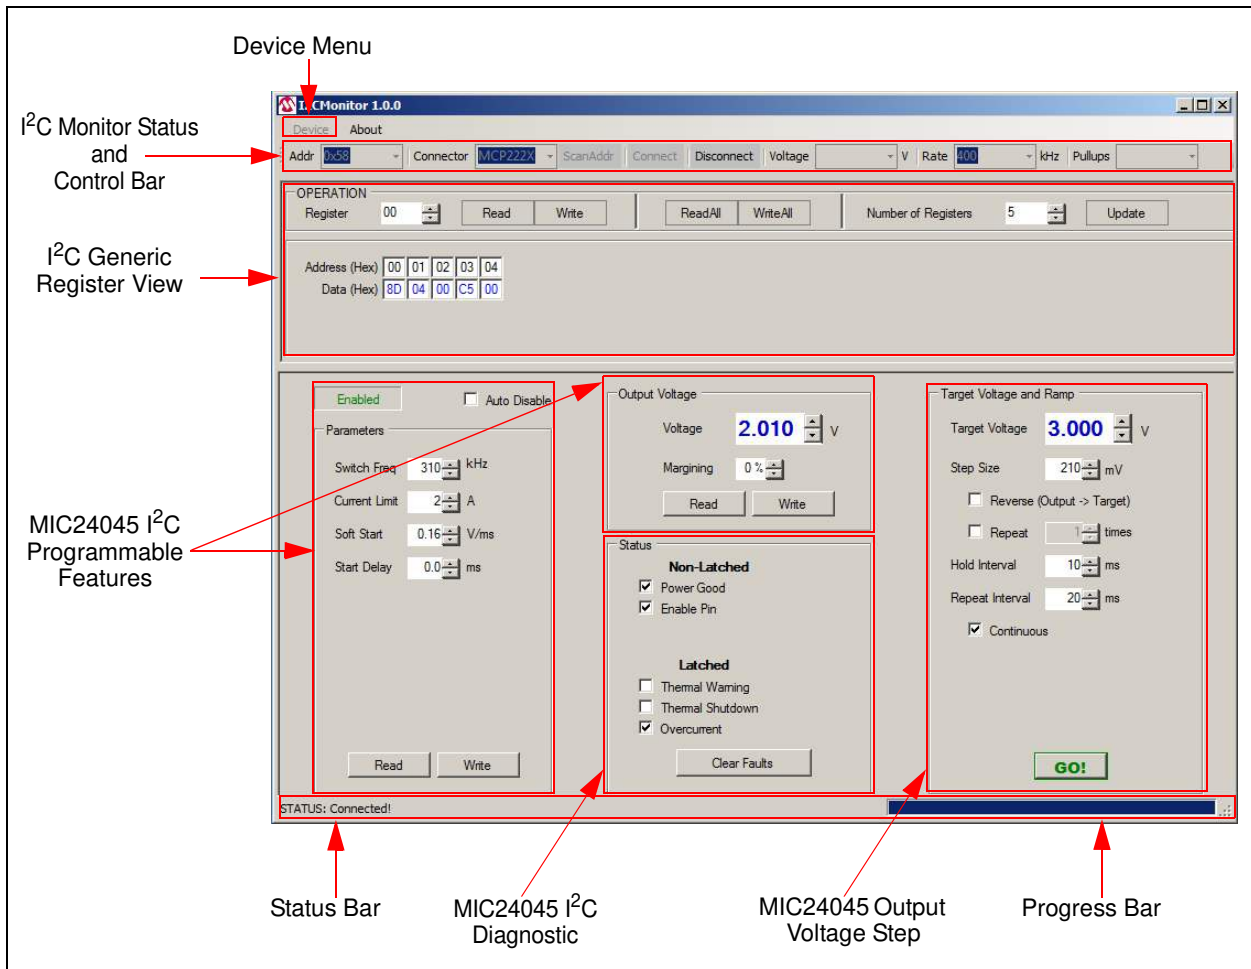 Device Menu
I²C Monitor Status
and
Control Bar
I²C Generic
Register View
MIC24045 I²C
Programmable
Features
I2CMonitor 1.0.0
Device About
Addr 0x58 Connector MCP222X ScanAddr Connect Disconnect Voltage V Rate 400 kHz Pullups
OPERATION
Register 00 Read Write ReadAll WriteAll Number of Registers 5 Update
Address (Hex) 00 01 02 03 04
Data (Hex) 8D 04 00 C5 00
Enabled Auto Disable
Parameters
Switch Freq 310 kHz
Current Limit 2 A
Soft Start 0.16 V/ms
Start Delay 0.0 ms
Read Write
Output Voltage
Voltage 2.010 V
Margining 0 %
Read Write
Status
Non-Latched
Power Good
Enable Pin
Latched
Thermal Warning
Thermal Shutdown
Overcurrent
Clear Faults
Target Voltage and Ramp
Target Voltage 3.000 V
Step Size 210 mV
Reverse (Output -> Target)
Repeat 1 times
Hold Interval 10 ms
Repeat Interval 20 ms
Continuous
GO!
STATUS: Connected!
Status Bar
MIC24045 I²C
Diagnostic
MIC24045 Output
Voltage Step
Progress Bar